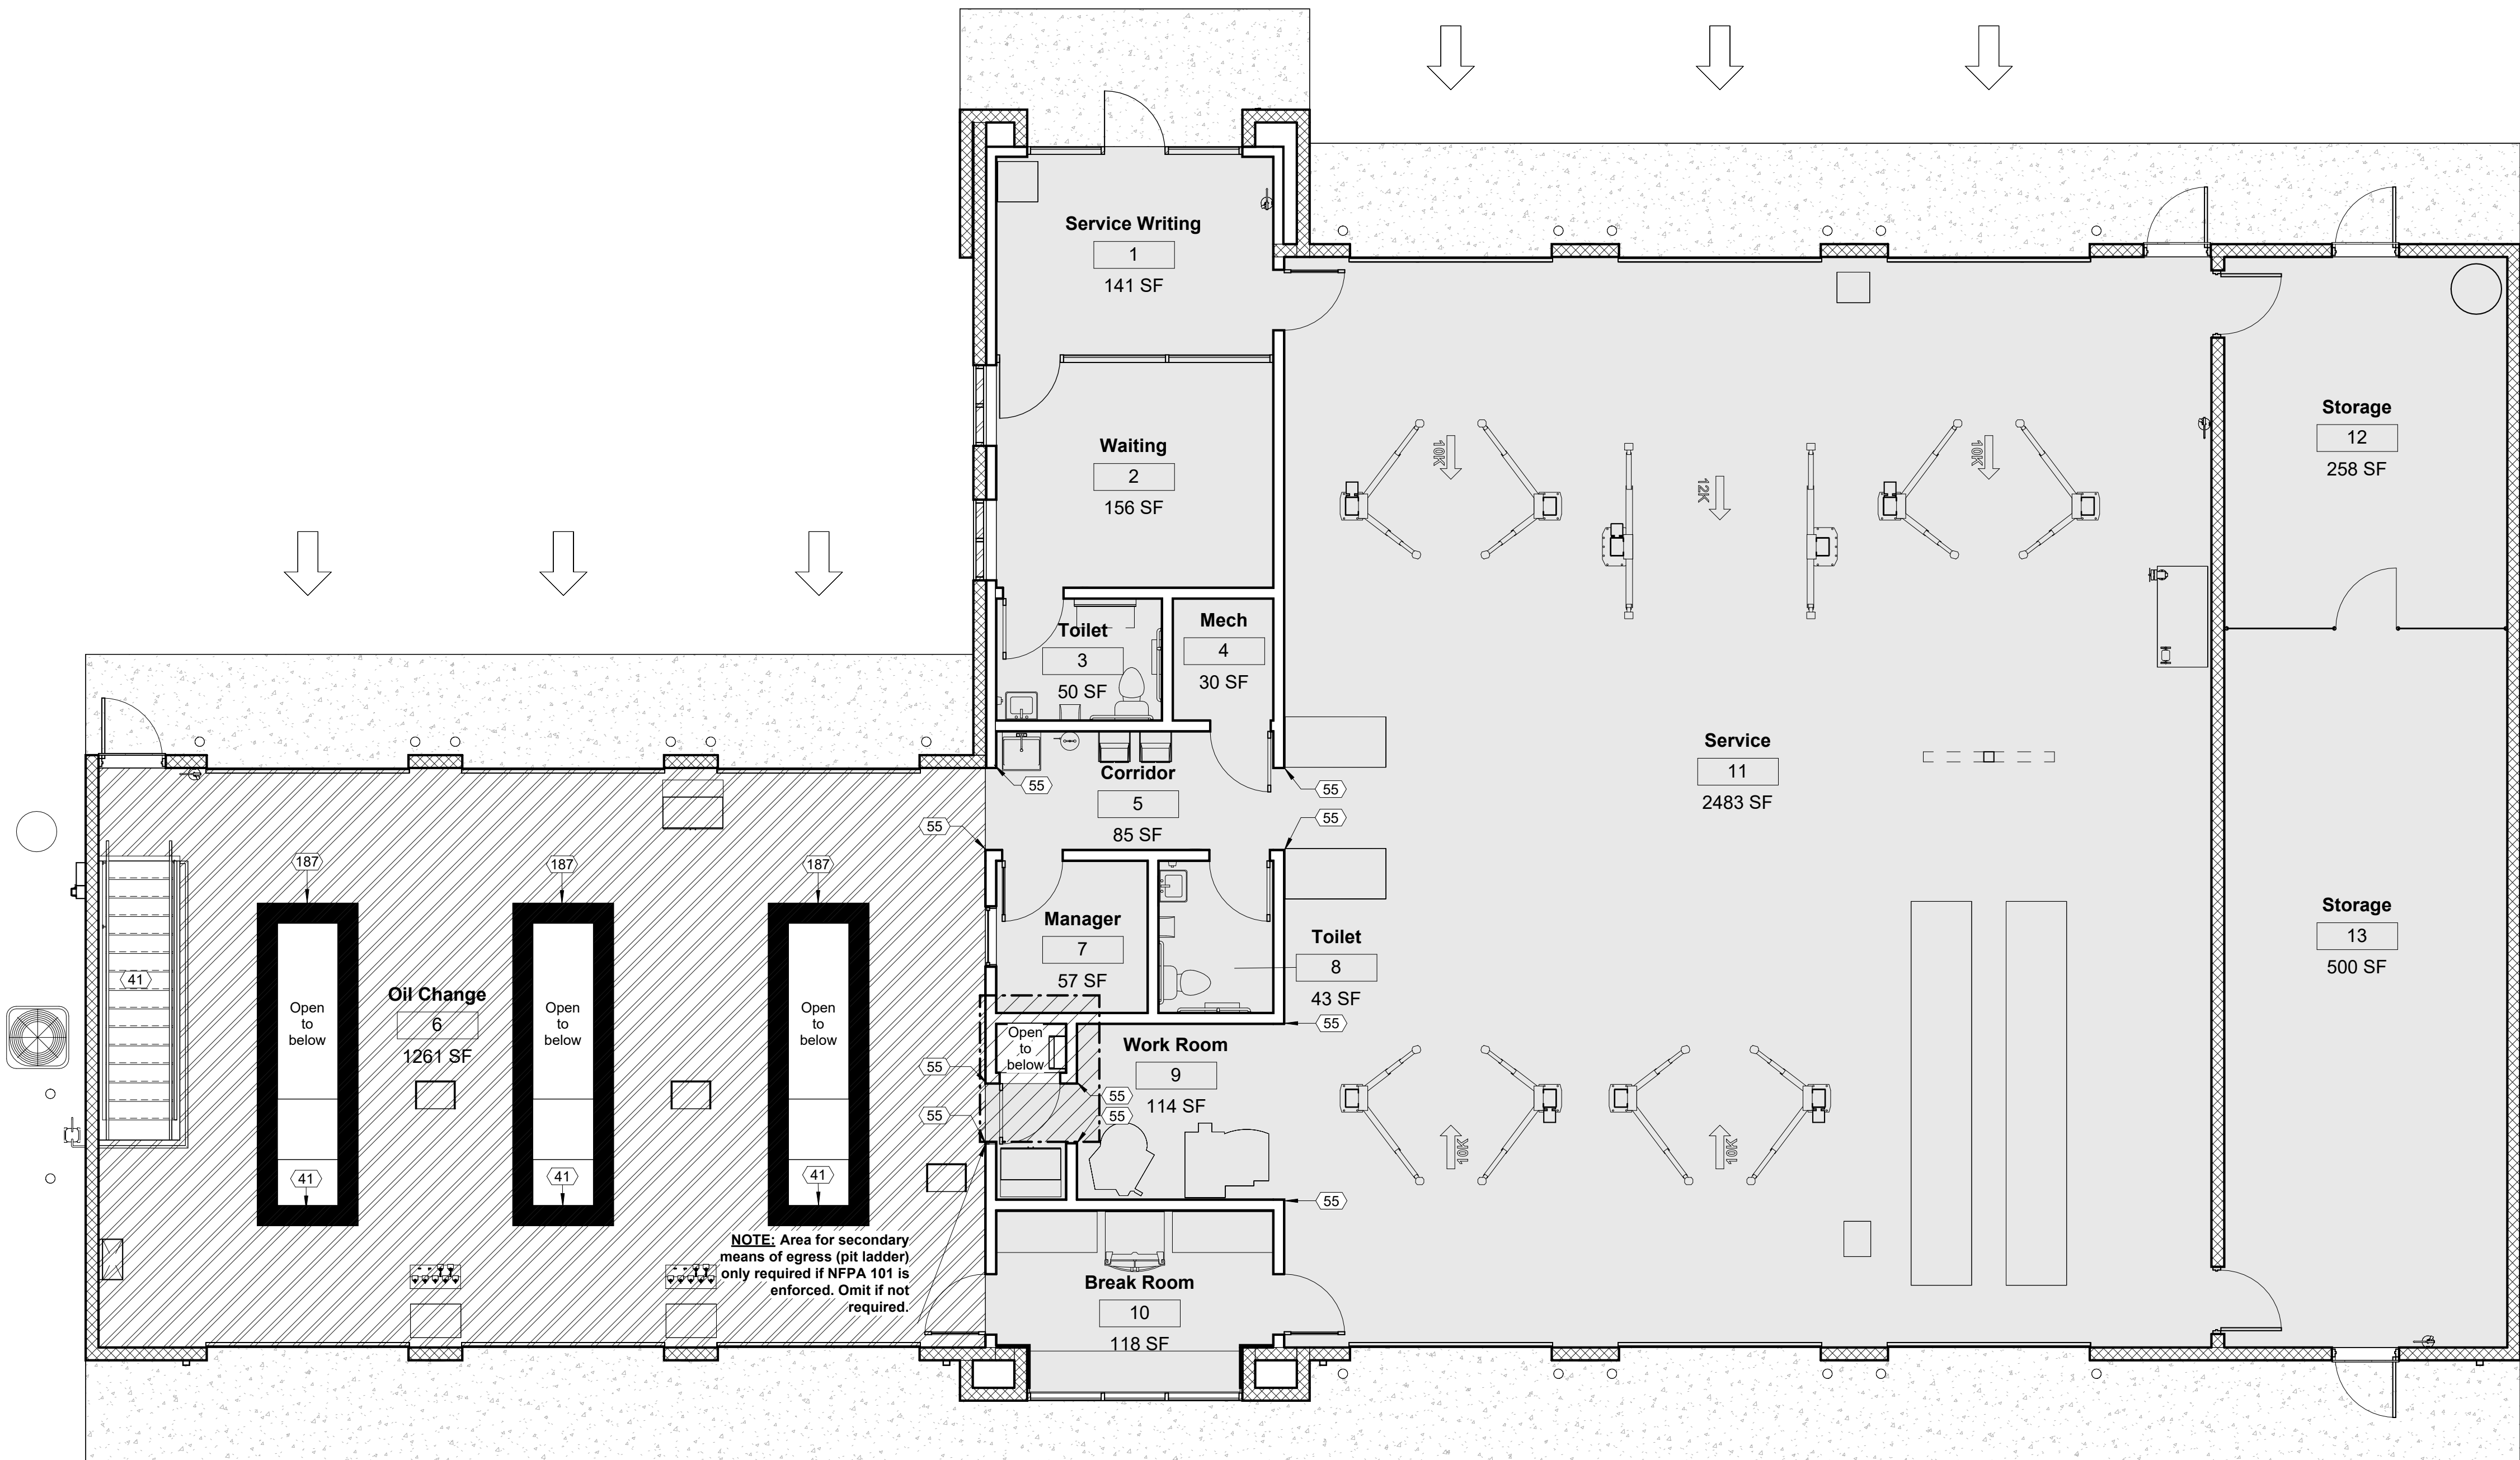 Service Writing
1
141 SF
Waiting
2
156 SF
10K
12K
10K
Storage
12
258 SF
Toilet
3
50 SF
Mech
4
30 SF
Corridor
5
85 SF
55
55
55
55
Service
11
2483 SF
187
187
187
41
Open
to
below
Oil Change
6
1261 SF
Open
to
below
Open
to
below
Manager
7
57 SF
Toilet
8
43 SF
Storage
13
500 SF
Open
to
below
55
Work Room
9
114 SF
55
55
55
55
10K
10K
41
41
41
55
NOTE: Area for secondary
means of egress (pit ladder)
only required if NFPA 101 is
enforced. Omit if not
required.
Break Room
10
118 SF